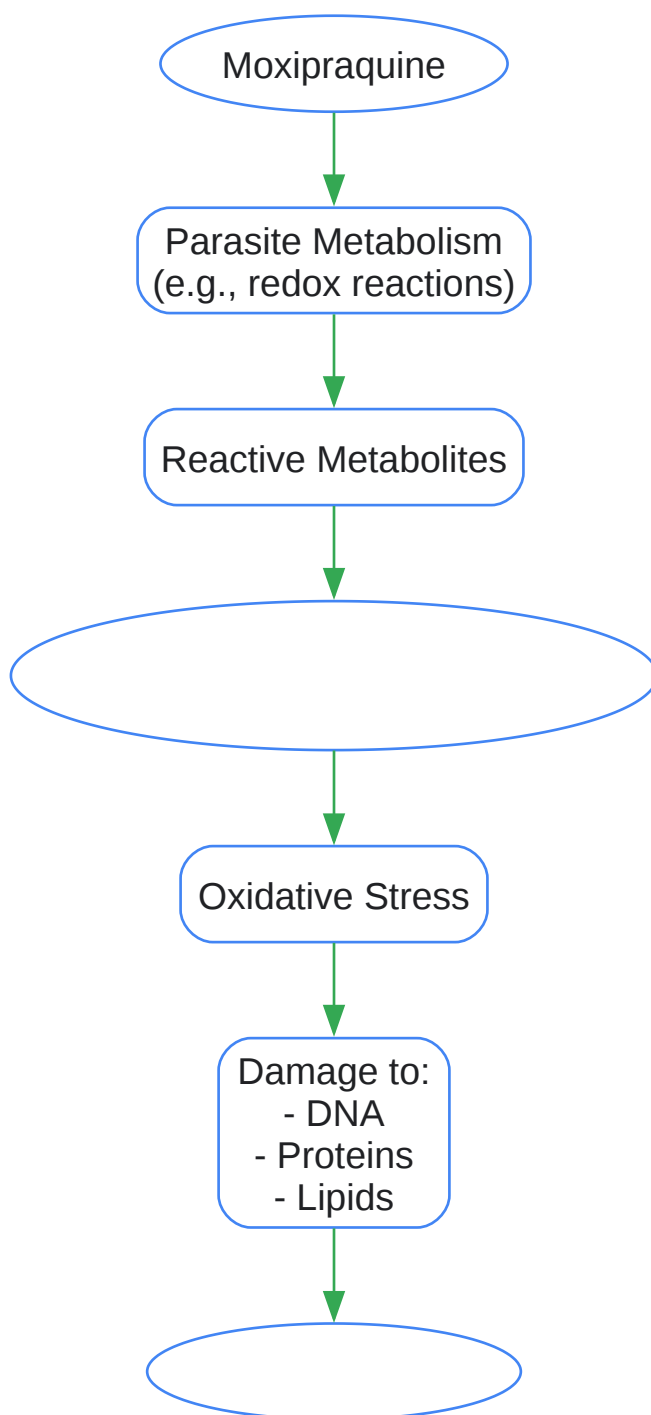 Moxipraquine
Parasite Metabolism
(e.g., redox reactions)
Reactive Metabolites
Oxidative Stress
Damage to:
- DNA
- Proteins
- Lipids